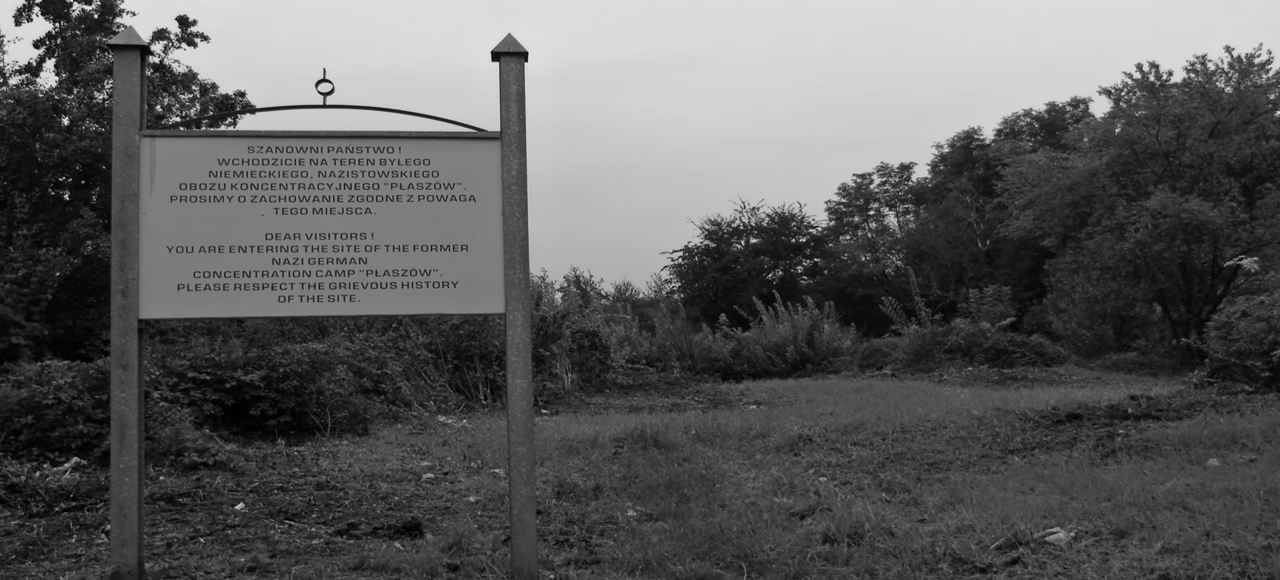 SZANOWNI PAŃSTWO !
WCHODZICIE NA TEREN BYŁEGO
NIEMIECKIEGO, NAZISTOWSKIEGO
OBOZU KONCENTRACYJNEGO "PŁASZÓW".
PROSIMY O ZACHOWANIE ZGODNE Z POWAGĄ
TEGO MIEJSCA.
DEAR VISITORS !
YOU ARE ENTERING THE SITE OF THE FORMER
NAZI GERMAN
CONCENTRATION CAMP "PŁASZÓW".
PLEASE RESPECT THE GRIEVOUS HISTORY
OF THE SITE.